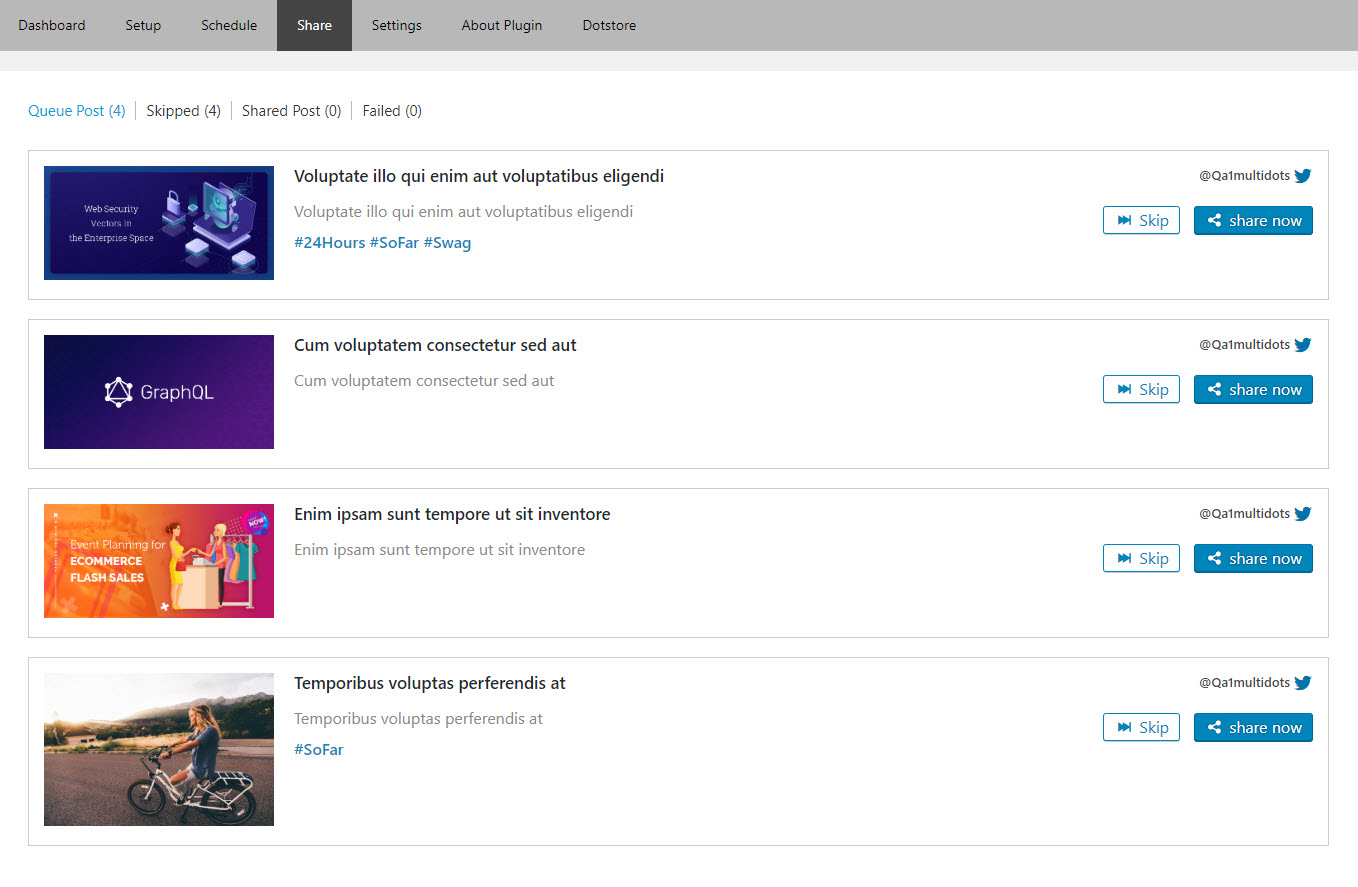 Dashboard Setup Schedule Share Settings About Plugin Dotstore
Queue Post (4) Skipped (4) Shared Post (0) Failed (0)
Web Security
Vectors in
the Enterprise Space
Voluptate illo qui enim aut voluptatibus eligendi
Voluptate illo qui enim aut voluptatibus eligendi
#24Hours #SoFar #Swag
@Qa1multidots
Skip share now
GraphQL
Cum voluptatem consectetur sed aut
Cum voluptatem consectetur sed aut
@Qa1multidots
Skip share now
Event Planning for
ECOMMERCE
FLASH SALES
NOW!
Enim ipsam sunt tempore ut sit inventore
Enim ipsam sunt tempore ut sit inventore
@Qa1multidots
Skip share now
Temporibus voluptas perferendis at
Temporibus voluptas perferendis at
#SoFar
@Qa1multidots
Skip share now